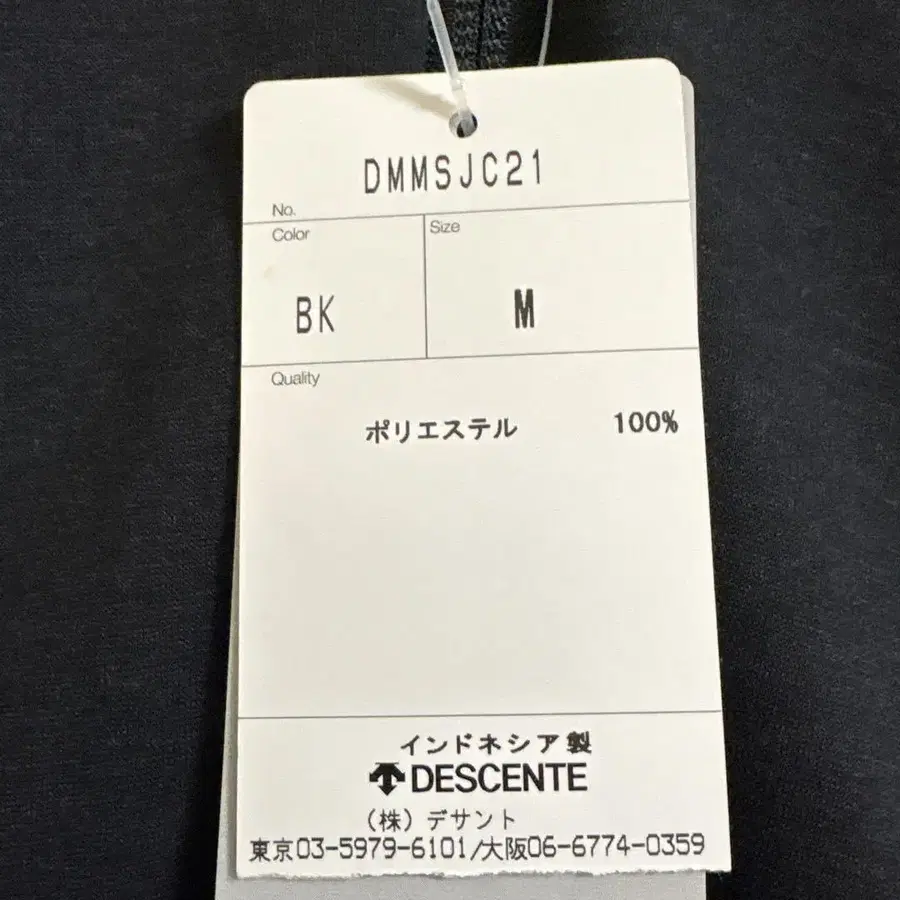 DMMSJC21
No.
Color
Size
BK
M
Quality
ポリエステル 100%
インドネシア製
DESCENTE
(株)デサント
東京03-5979-6101/大阪06-6774-0359